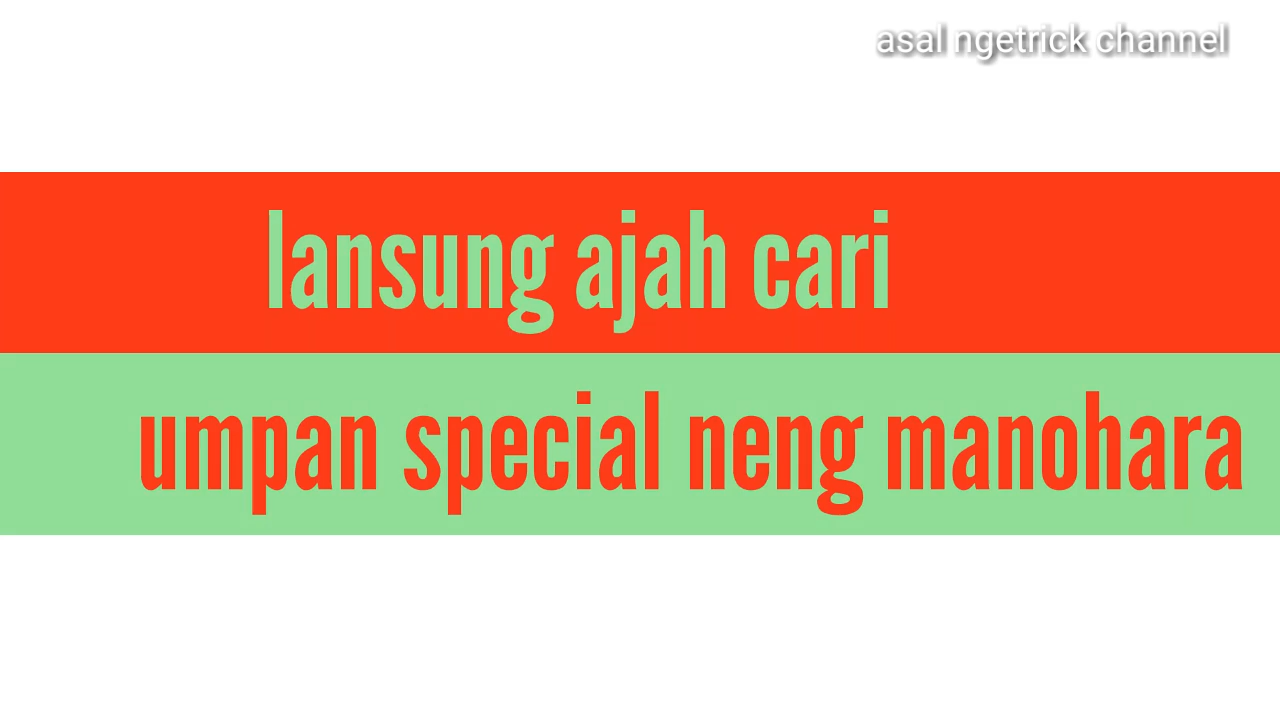 asal ngetrick channel
lansung ajah cari
umpan special neng manohara